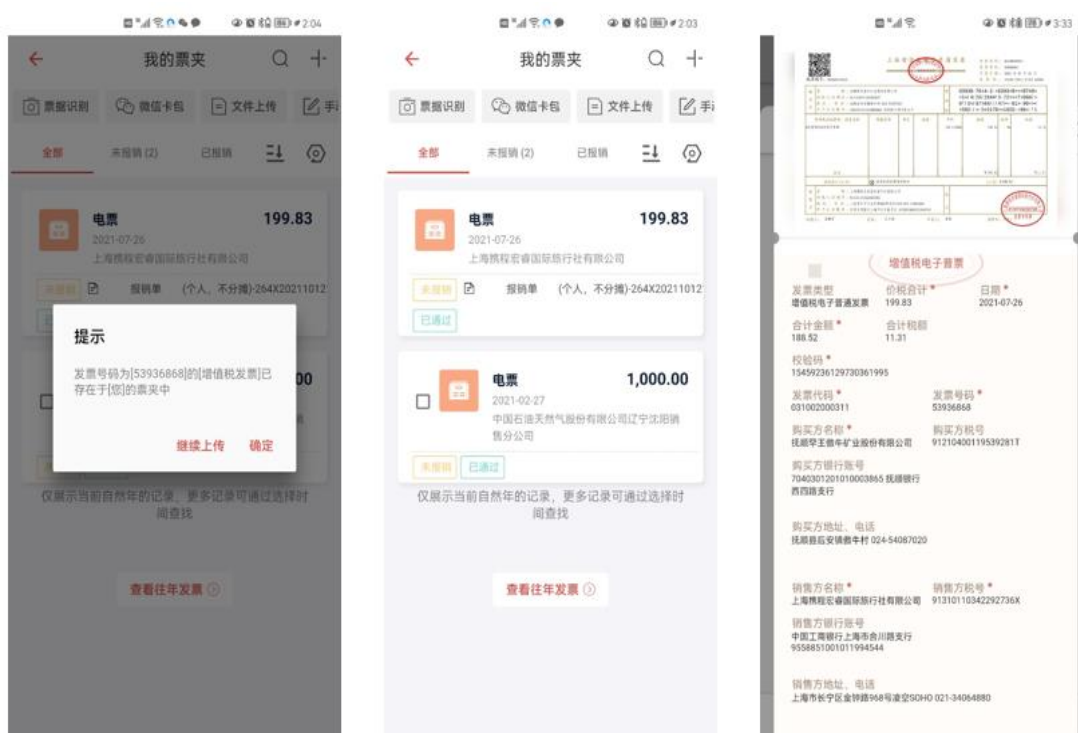 2:04
我的票夹
票据识别
微信卡包
文件上传
手
全部
未报销 (2)
已报销
电票
199.83
2021-07-26
上海携程宏睿国际旅行社有限公司
未报销
报销单
(个人、不分摊)-264X20211012
提示
发票号码为[53936868]的[增值税发票]已
存在于[您]的票夹中
继续上传
确定
00
仅展示当前自然年的记录，更多记录可通过选择时
间查找
查看往年发票
2:03
我的票夹
票据识别
微信卡包
文件上传
手
全部
未报销 (2)
已报销
电票
199.83
2021-07-26
上海携程宏睿国际旅行社有限公司
未报销
报销单
(个人、不分摊)-264X20211012
已通过
电票
1,000.00
2021-02-27
中国石油天然气股份有限公司辽宁沈阳销
售分公司
未报销
已通过
仅展示当前自然年的记录，更多记录可通过选择时
间查找
查看往年发票
3:33
增值税电子普票
发票类型
价税合计 *
日期 *
增值税电子普通发票
199.83
2021-07-26
合计金额 *
合计税额
188.52
11.31
校验码 *
15459236129730361995
发票代码 *
发票号码 *
031002000311
53936868
购买方名称 *
购买方税号
抚顺罕王傲牛矿业股份有限公司
91210400119539281T
购买方银行账号
7040301201010003865 抚顺银行
西四路支行
购买方地址、电话
抚顺县后安镇傲牛村 024-54087020
销售方名称 *
销售方税号 *
上海携程宏睿国际旅行社有限公司
91310110342292736X
销售方银行账号
中国工商银行上海市合川路支行
9558851001011994544
销售方地址、电话
上海市长宁区金钟路968号凌空SOHO 021-34064880